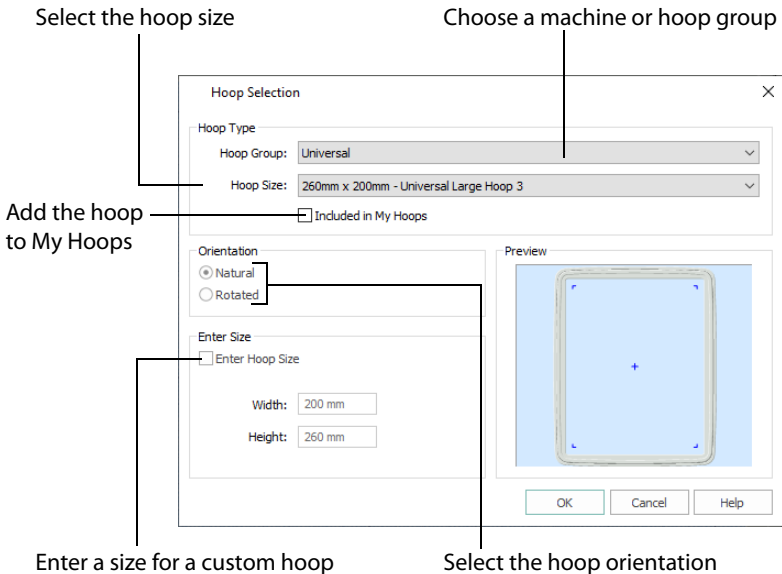 Select the hoop size
Choose a machine or hoop group
Hoop Selection
Hoop Type
Hoop Group: Universal
Hoop Size: 260mm x 200mm - Universal Large Hoop 3
Included in My Hoops
Add the hoop
to My Hoops
Orientation
Natural
Rotated
Preview
Enter Size
Enter Hoop Size
Width: 200 mm
Height: 260 mm
OK Cancel Help
Enter a size for a custom hoop
Select the hoop orientation